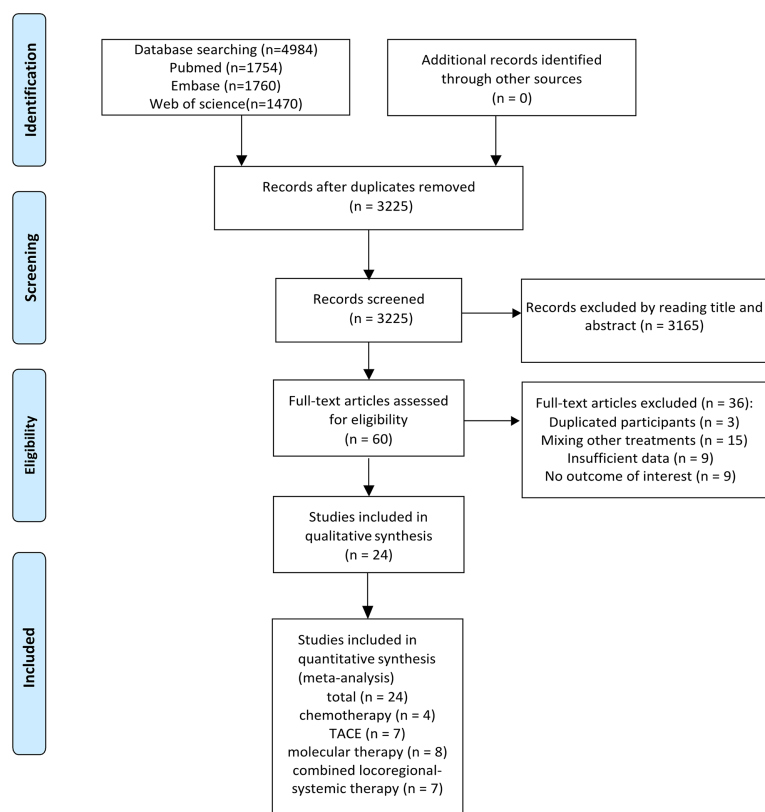 Identification
Database searching (n=4984)
Pubmed (n=1754)
Embase (n=1760)
Web of science(n=1470)
Additional records identified
through other sources
(n = 0)
Records after duplicates removed
(n = 3225)
Screening
Records screened
(n = 3225)
Records excluded by reading title and
abstract (n = 3165)
Eligibility
Full-text articles assessed
for eligibility
(n = 60)
Full-text articles excluded (n = 36):
Duplicated participants (n = 3)
Mixing other treatments (n = 15)
Insufficient data (n = 9)
No outcome of interest (n = 9)
Studies included in
qualitative synthesis
(n = 24)
Included
Studies included in
quantitative synthesis
(meta-analysis)
total (n = 24)
chemotherapy (n = 4)
TACE (n = 7)
molecular therapy (n = 8)
combined locoregional-
systemic therapy (n = 7)